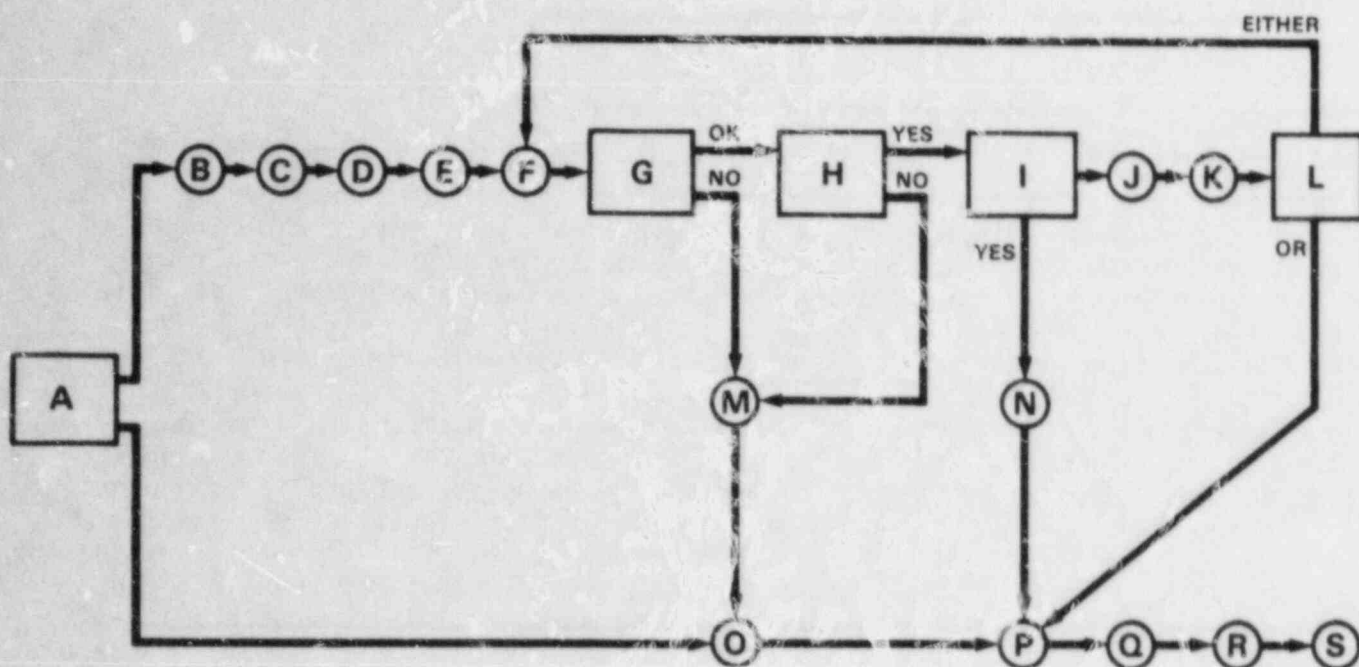 EITHER
OK
YES
B C D E F G H I J K L
NO
NO
YES
OR
A
M
N
O P Q R S